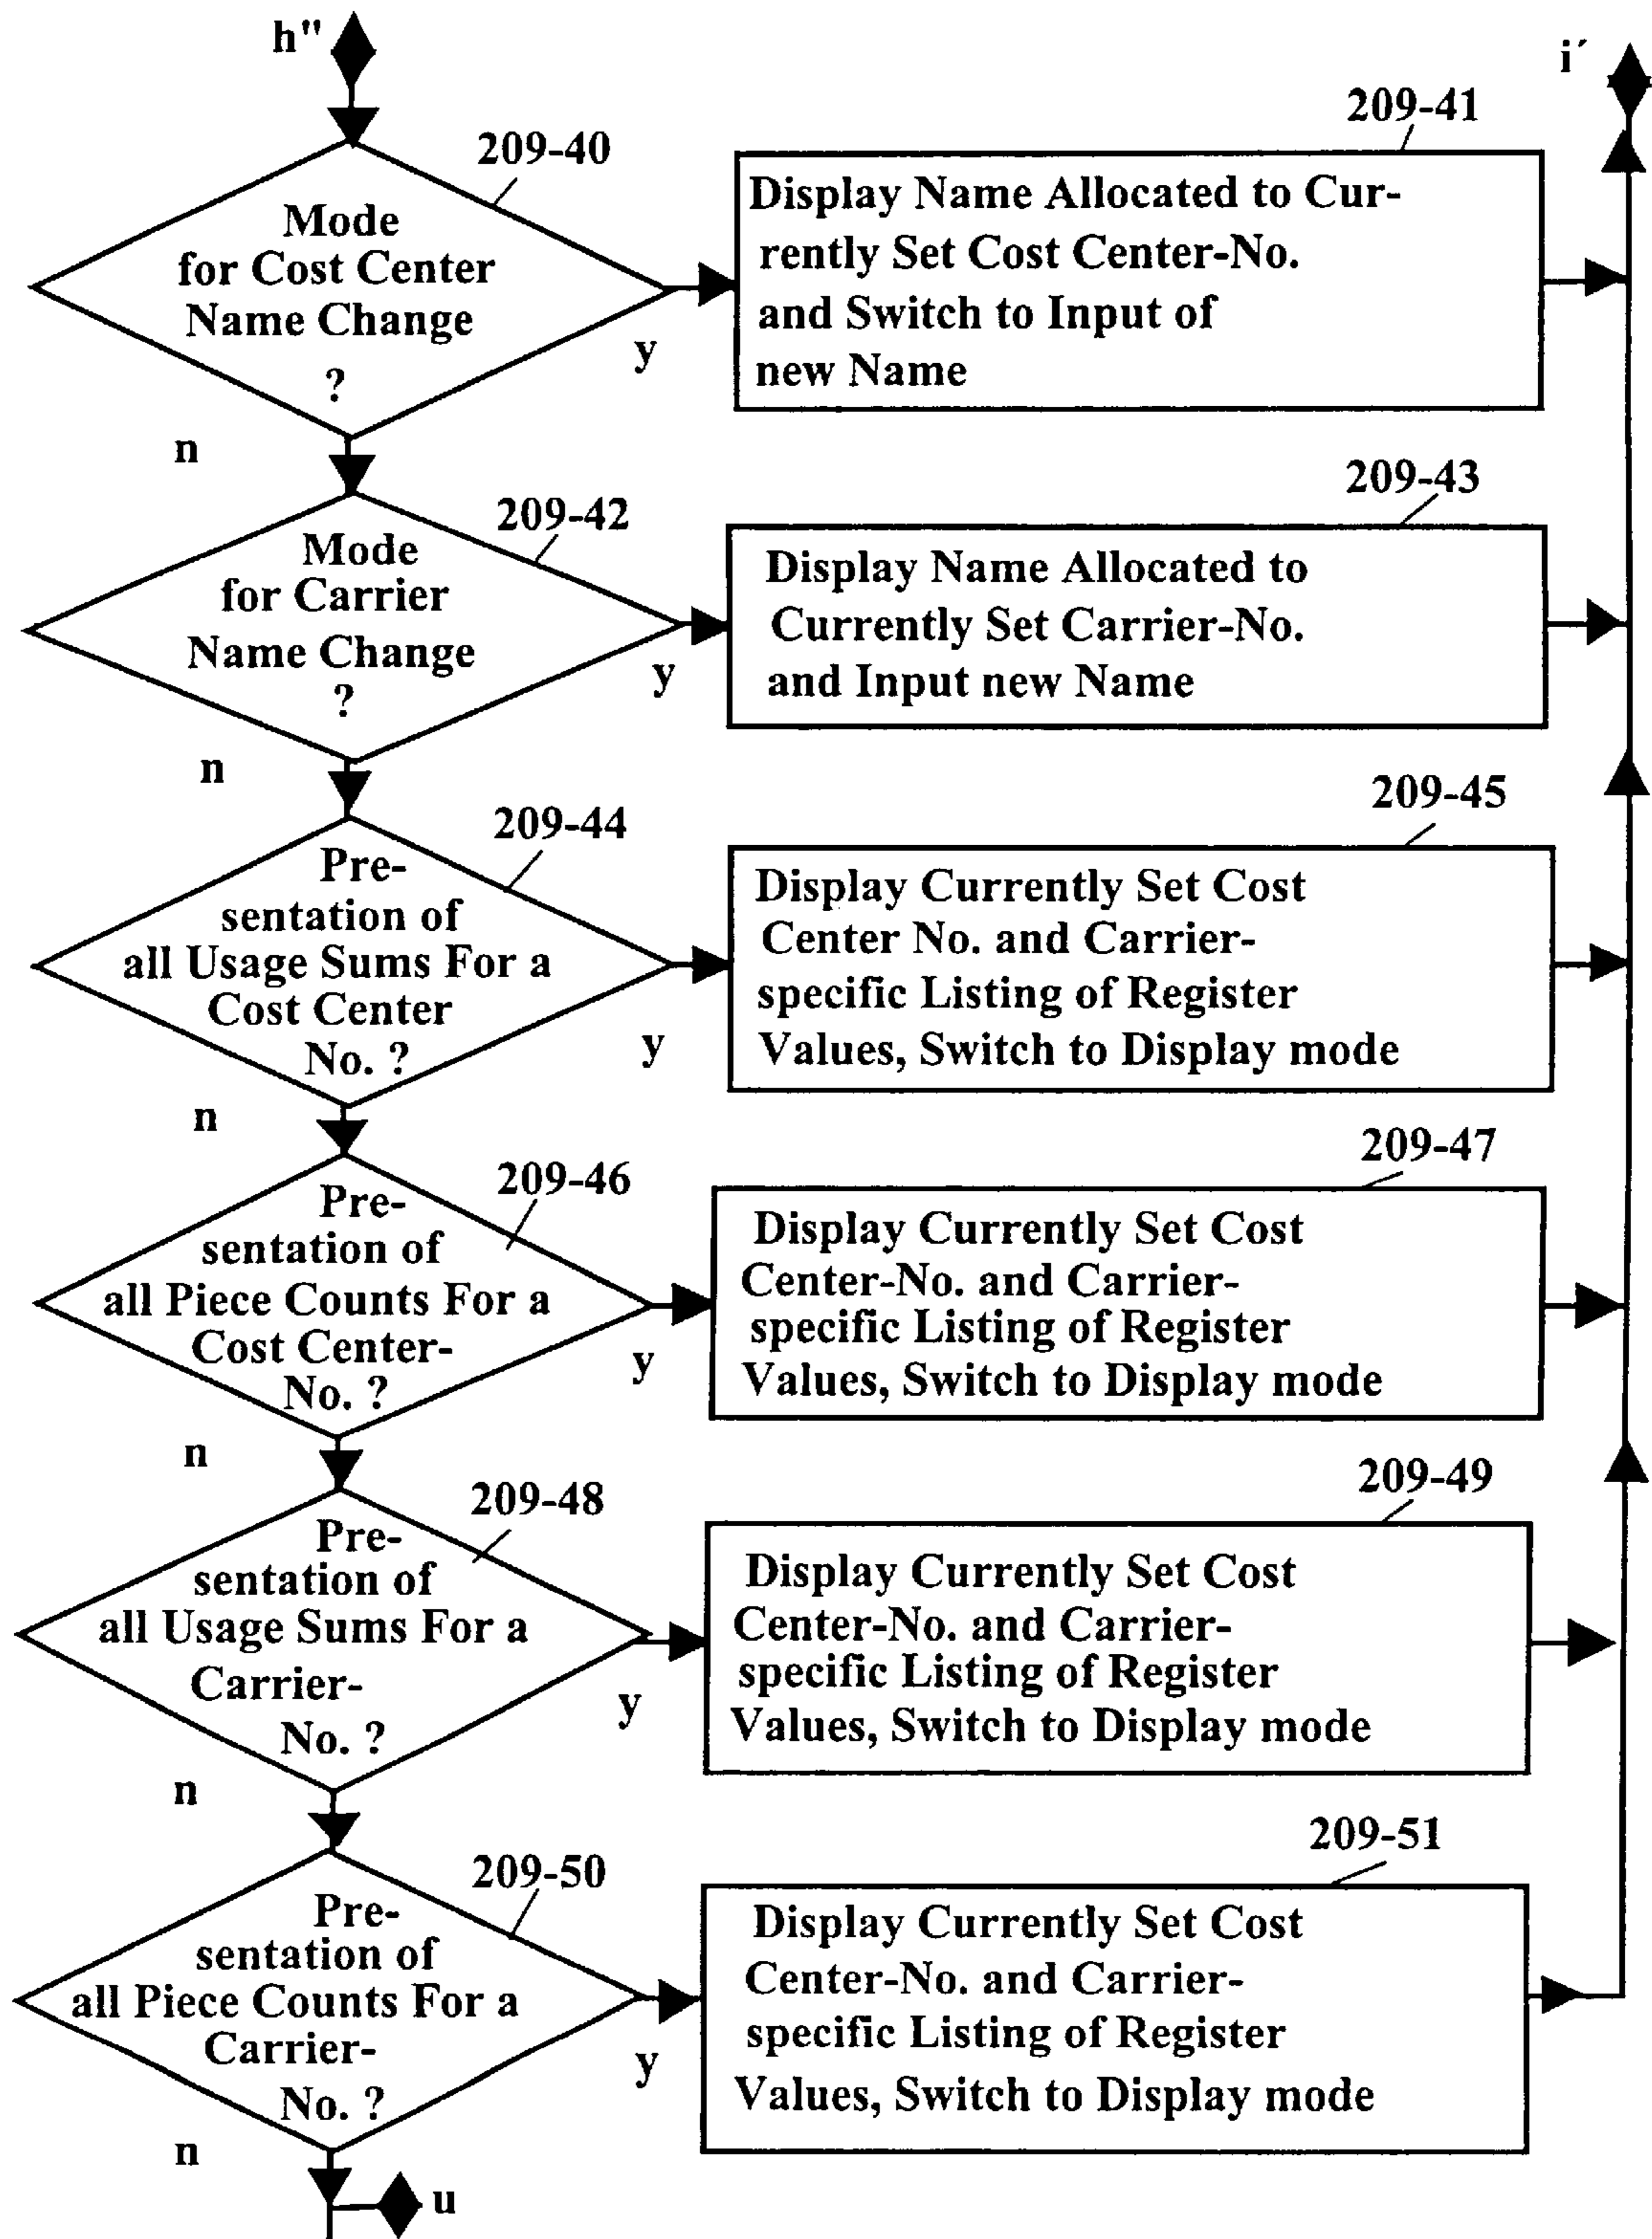 h"
i´
209-40
209-41
Mode
for Cost Center
Name Change
?
y
n
Display Name Allocated to Cur-
rently Set Cost Center-No.
and Switch to Input of
new Name
209-42
209-43
Mode
for Carrier
Name Change
?
y
n
Display Name Allocated to
Currently Set Carrier-No.
and Input new Name
209-44
209-45
Pre-
sentation of
all Usage Sums For a
Cost Center
No. ?
y
n
Display Currently Set Cost
Center No. and Carrier-
specific Listing of Register
Values, Switch to Display mode
209-46
209-47
Pre-
sentation of
all Piece Counts For a
Cost Center-
No. ?
y
n
Display Currently Set Cost
Center-No. and Carrier-
specific Listing of Register
Values, Switch to Display mode
209-48
209-49
Pre-
sentation of
all Usage Sums For a
Carrier-
No. ?
y
n
Display Currently Set Cost
Center-No. and Carrier-
specific Listing of Register
Values, Switch to Display mode
209-50
209-51
Pre-
sentation of
all Piece Counts For a
Carrier-
No. ?
y
n
Display Currently Set Cost
Center-No. and Carrier-
specific Listing of Register
Values, Switch to Display mode
u